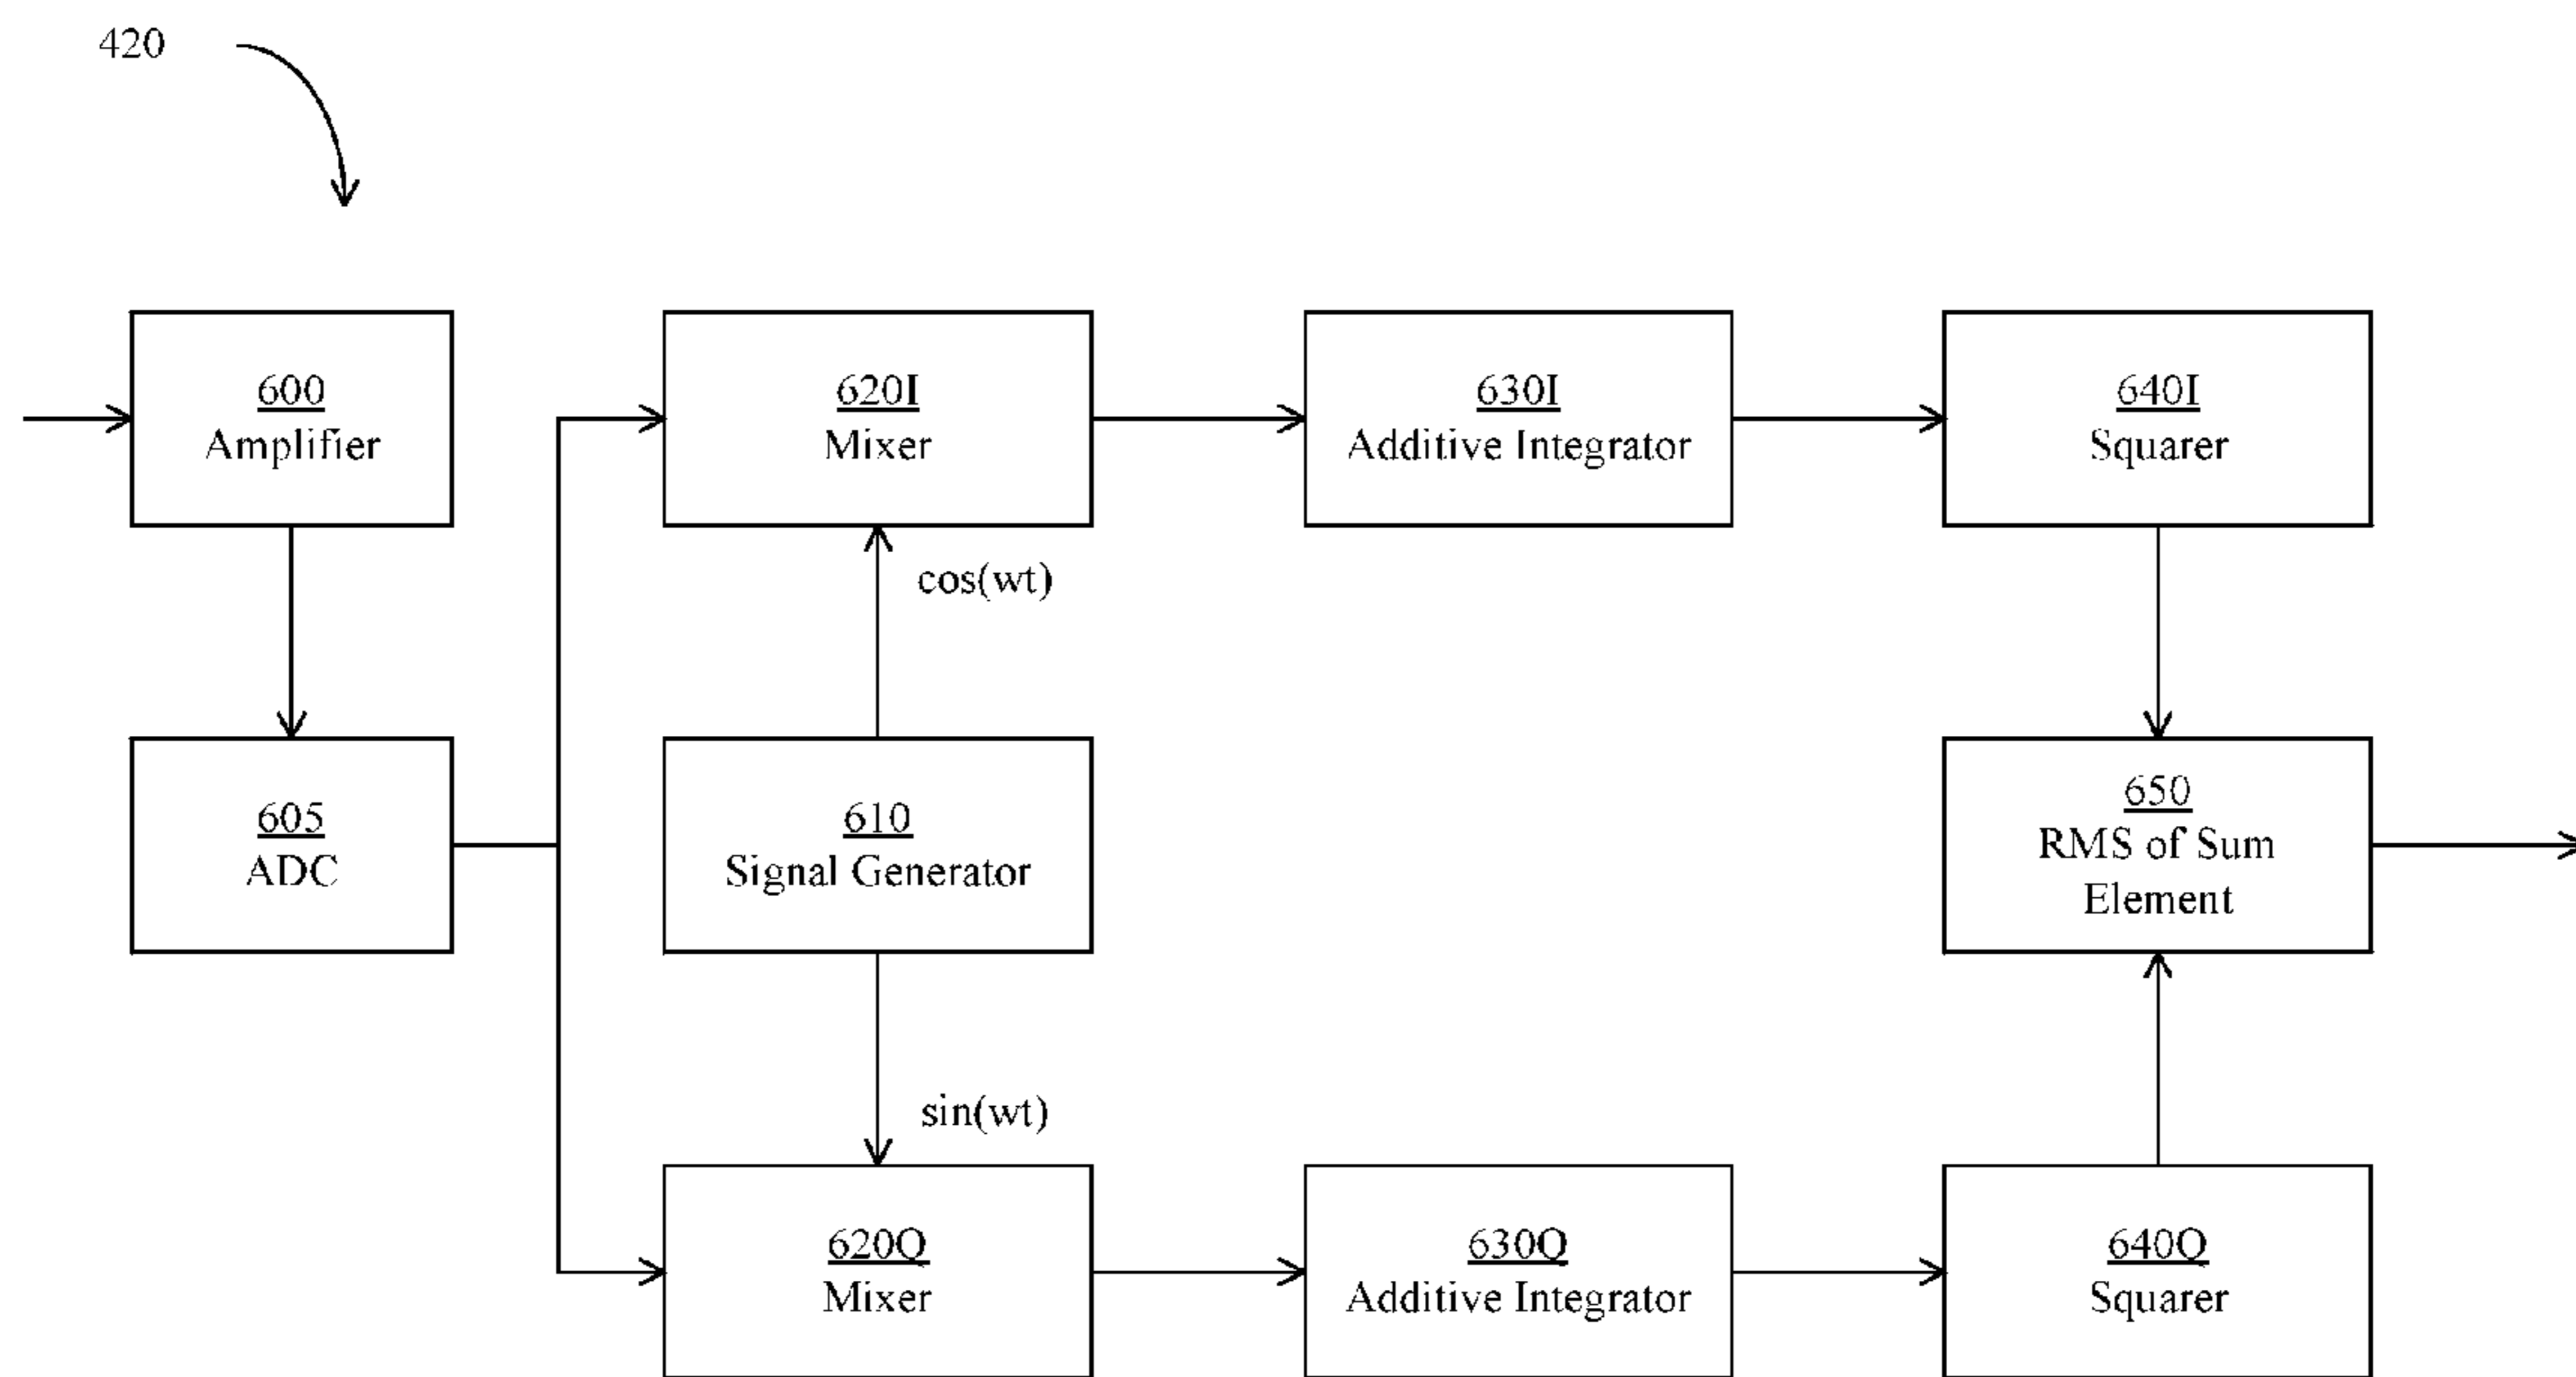 420
600
Amplifier
620I
Mixer
630I
Additive Integrator
640I
Squarer
cos(wt)
605
ADC
610
Signal Generator
650
RMS of Sum
Element
sin(wt)
620Q
Mixer
630Q
Additive Integrator
640Q
Squarer